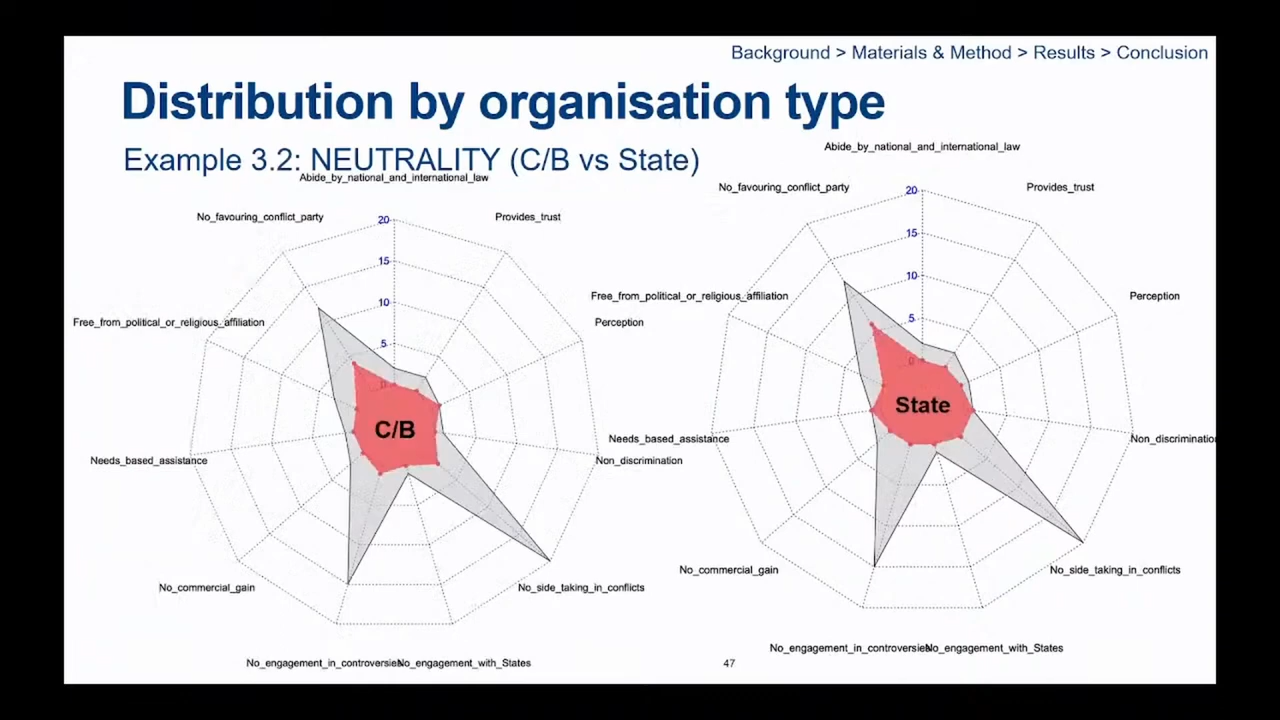 Background > Materials & Method > Results > Conclusion
Distribution by organisation type
Example 3.2: NEUTRALITY (C/B vs State)
Abide_by_national_and_international_law
No_favouring_conflict_party
Provides_trust
Free_from_political_or_religious_affiliation
Perception
Needs_based_assistance
Non_discrimination
No_commercial_gain
No_side_taking_in_conflicts
No_engagement_in_controversies
No_engagement_with_States
20
15
10
5
0
C/B
Abide_by_national_and_international_law
No_favouring_conflict_party
Provides_trust
Free_from_political_or_religious_affiliation
Perception
Needs_based_assistance
Non_discrimination
No_commercial_gain
No_side_taking_in_conflicts
No_engagement_in_controversies
No_engagement_with_States
20
15
10
5
0
State
47